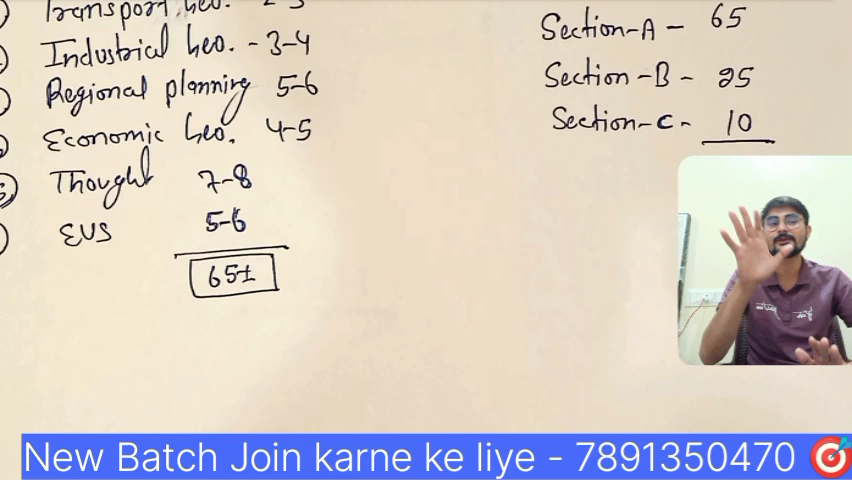 Transport Geo. 2-3
Industrial Geo. - 3-4
Regional planning 5-6
Economic Geo. 4-5
Thought 7-8
EVS 5-6
65±
Section-A - 65
Section-B - 25
Section-C - 10
New Batch Join karne ke liye - 7891350470 🎯